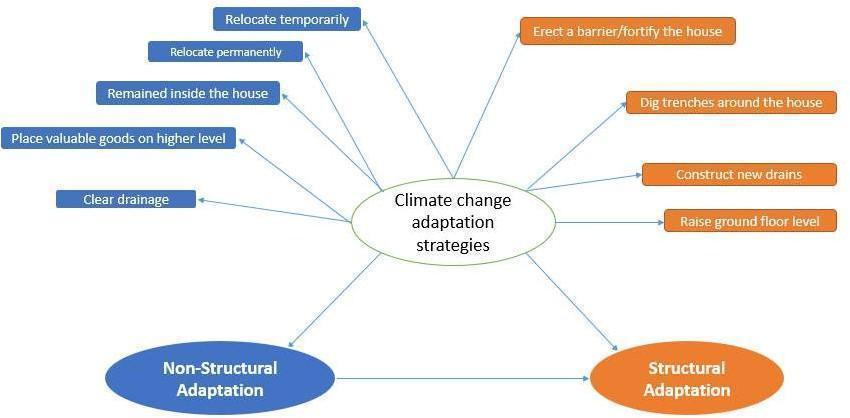 Relocate temporarily
Erect a barrier/fortify the house
Relocate permanently
Remained inside the house
Dig trenches around the house
Place valuable goods on higher level
Construct new drains
Clear drainage
Climate change
adaptation
strategies
Raise ground floor level
Non-Structural
Adaptation
Structural
Adaptation